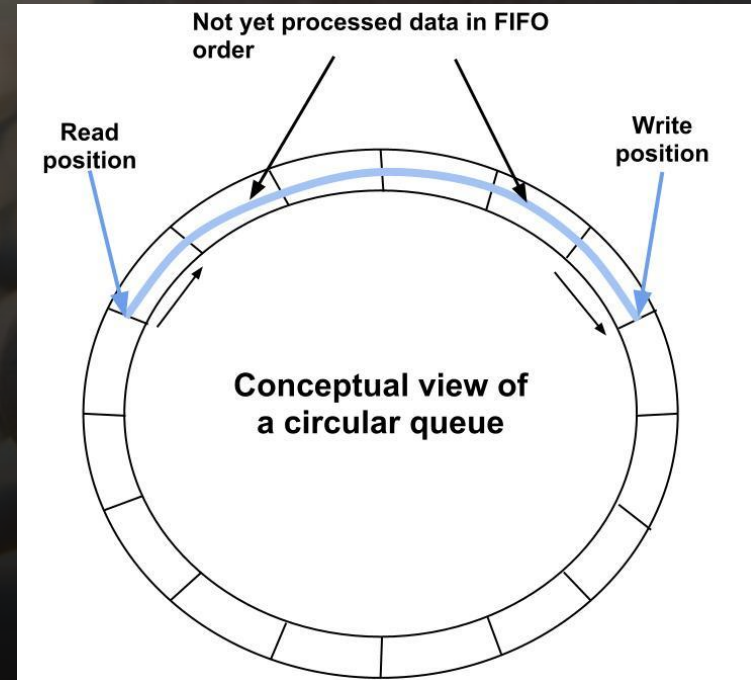 Not yet processed data in FIFO
order
Read
position
Write
position
Conceptual view of
a circular queue